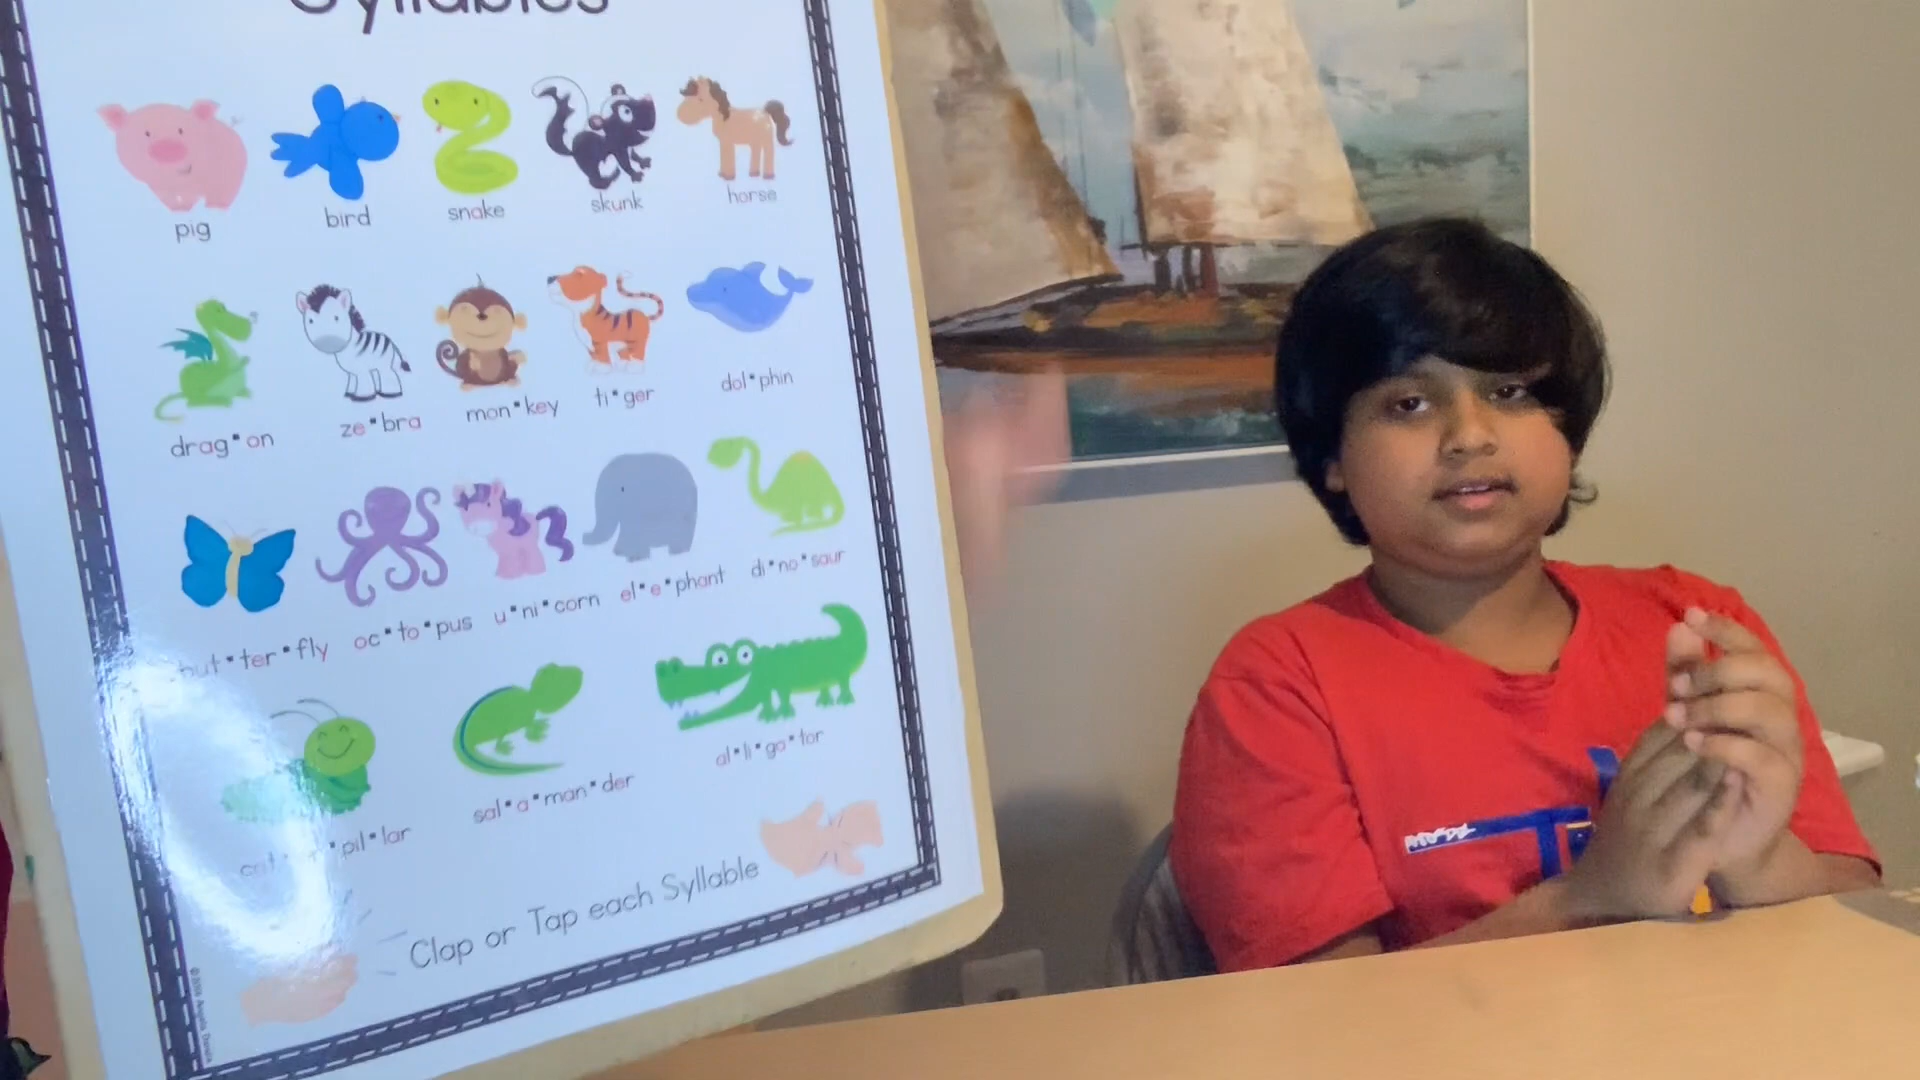 Syllables
pig bird snake skunk horse
drag•on ze•bra mon•key ti•ger dol•phin
but•ter•fly oc•to•pus u•ni•corn el•e•phant di•no•saur
pil•lar sal•a•man•der al•li•ga•tor
Clap or Tap each Syllable